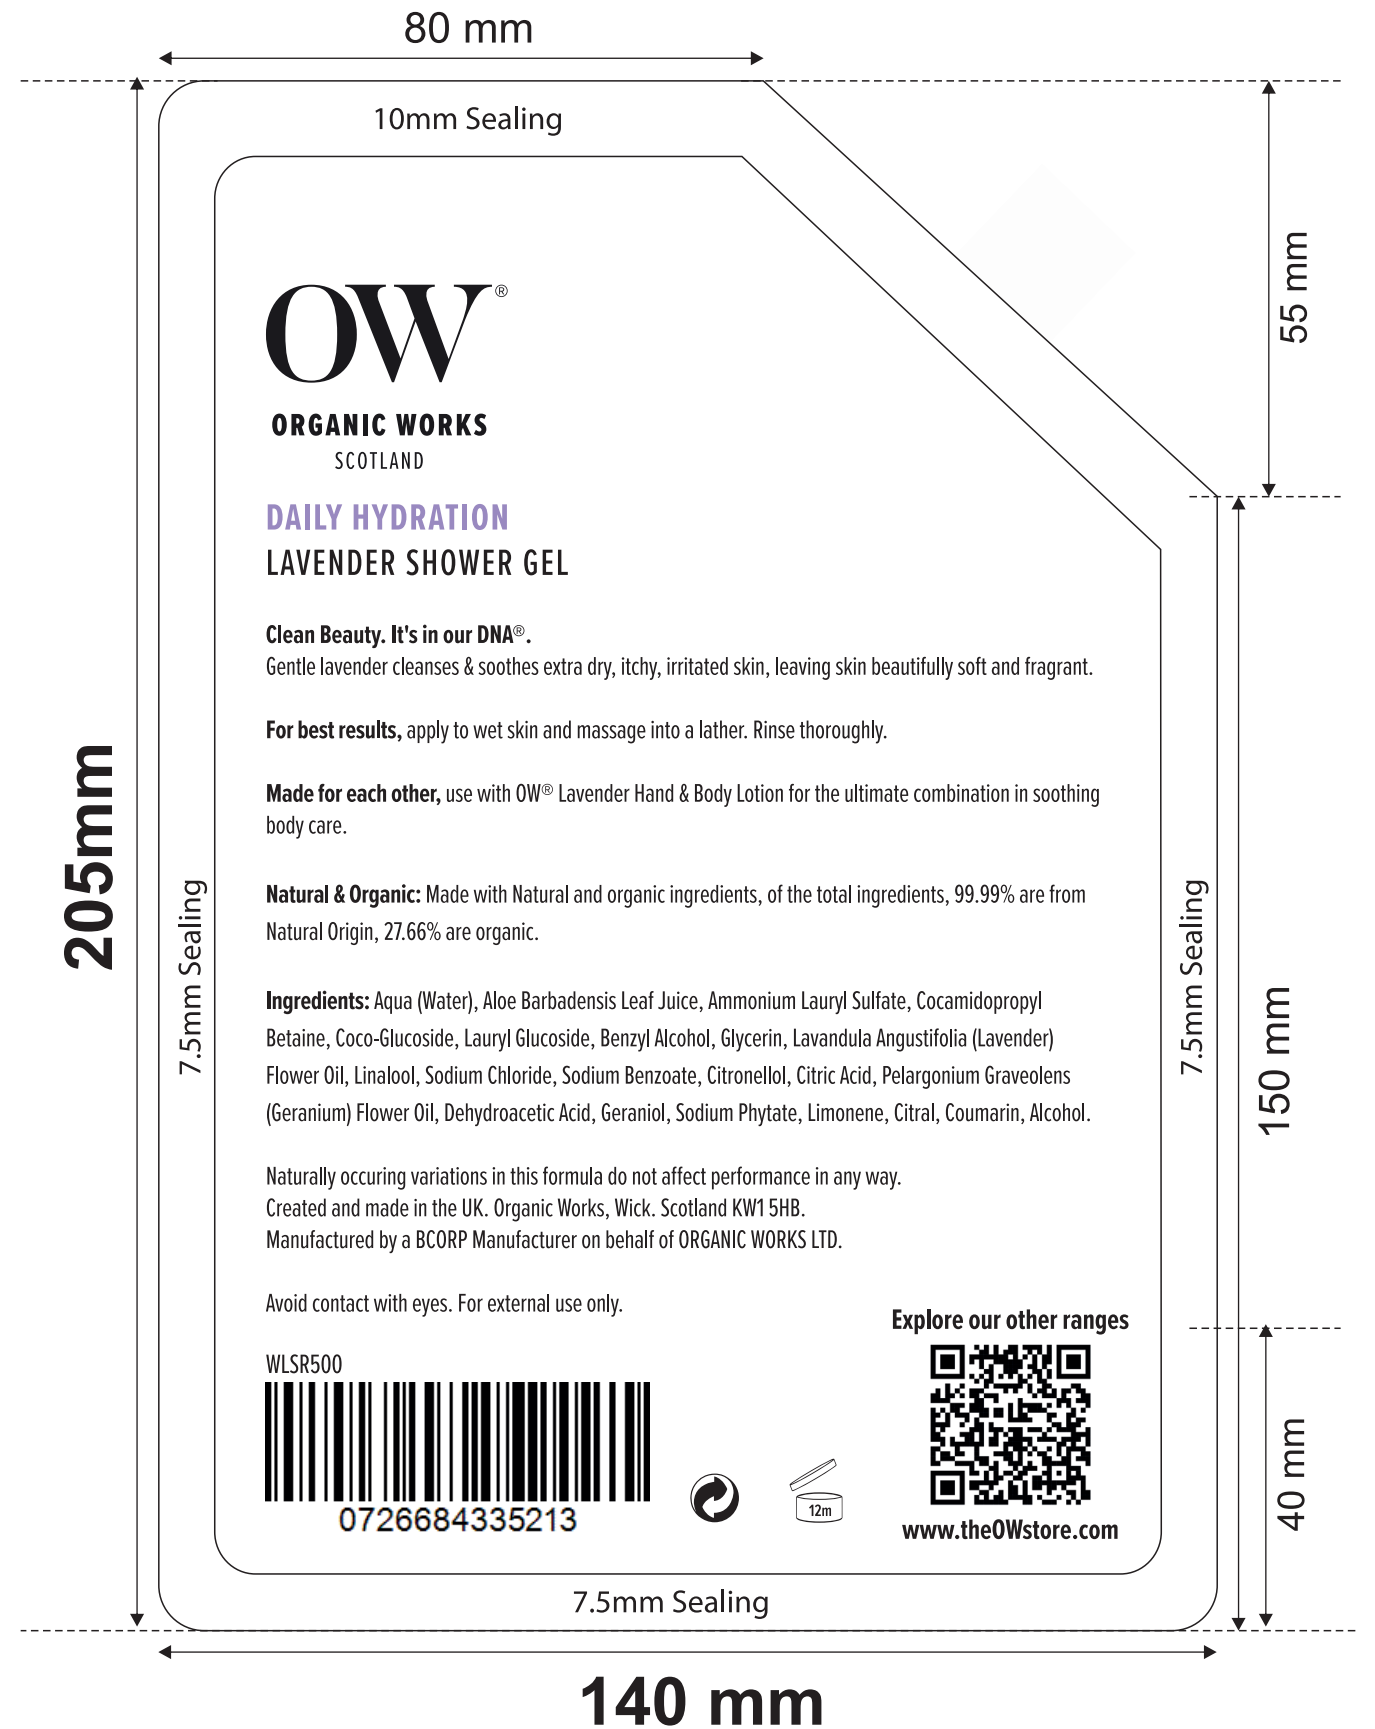 80 mm
10mm Sealing
55 mm
OW®
ORGANIC WORKS
SCOTLAND
DAILY HYDRATION
LAVENDER SHOWER GEL
Clean Beauty. It's in our DNA®.
Gentle lavender cleanses & soothes extra dry, itchy, irritated skin, leaving skin beautifully soft and fragrant.
For best results, apply to wet skin and massage into a lather. Rinse thoroughly.
Made for each other, use with OW® Lavender Hand & Body Lotion for the ultimate combination in soothing
body care.
205mm
7.5mm Sealing
7.5mm Sealing
150 mm
Natural & Organic: Made with Natural and organic ingredients, of the total ingredients, 99.99% are from
Natural Origin, 27.66% are organic.
Ingredients: Aqua (Water), Aloe Barbadensis Leaf Juice, Ammonium Lauryl Sulfate, Cocamidopropyl
Betaine, Coco-Glucoside, Lauryl Glucoside, Benzyl Alcohol, Glycerin, Lavandula Angustifolia (Lavender)
Flower Oil, Linalool, Sodium Chloride, Sodium Benzoate, Citronellol, Citric Acid, Pelargonium Graveolens
(Geranium) Flower Oil, Dehydroacetic Acid, Geraniol, Sodium Phytate, Limonene, Citral, Coumarin, Alcohol.
Naturally occuring variations in this formula do not affect performance in any way.
Created and made in the UK. Organic Works, Wick. Scotland KW1 5HB.
Manufactured by a BCORP Manufacturer on behalf of ORGANIC WORKS LTD.
Avoid contact with eyes. For external use only.
Explore our other ranges
WLSR500
0726684335213
12m
www.theOWstore.com
40 mm
7.5mm Sealing
140 mm